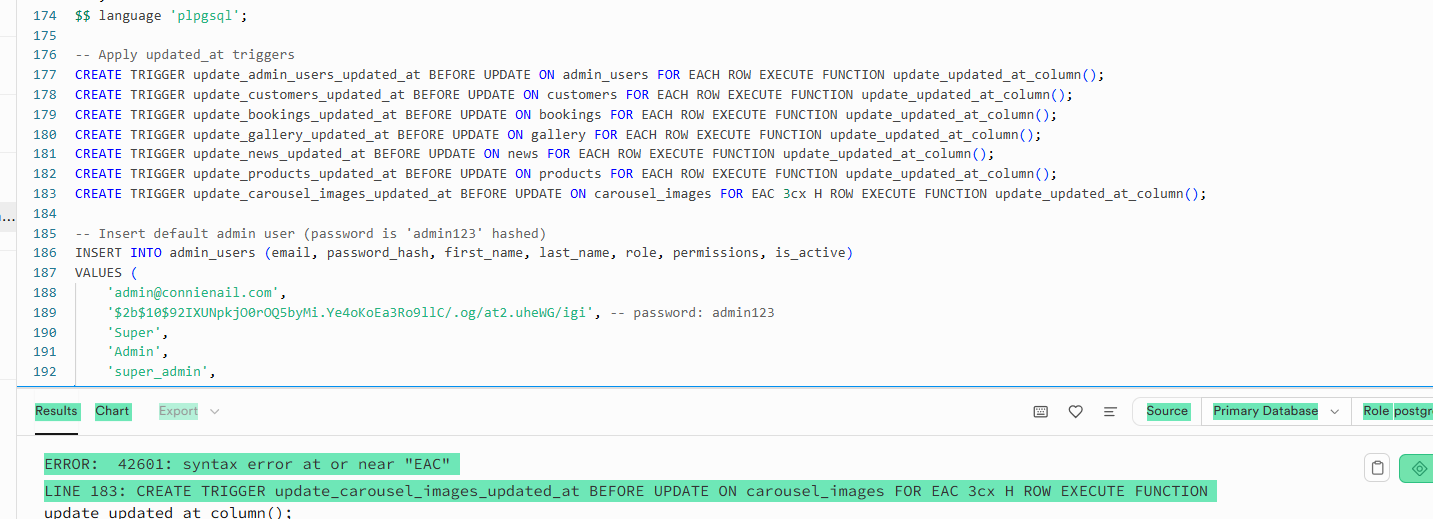 174 $$ language 'plpgsql';
175
176 -- Apply updated_at triggers
177 CREATE TRIGGER update_admin_users_updated_at BEFORE UPDATE ON admin_users FOR EACH ROW EXECUTE FUNCTION update_updated_at_column();
178 CREATE TRIGGER update_customers_updated_at BEFORE UPDATE ON customers FOR EACH ROW EXECUTE FUNCTION update_updated_at_column();
179 CREATE TRIGGER update_bookings_updated_at BEFORE UPDATE ON bookings FOR EACH ROW EXECUTE FUNCTION update_updated_at_column();
180 CREATE TRIGGER update_gallery_updated_at BEFORE UPDATE ON gallery FOR EACH ROW EXECUTE FUNCTION update_updated_at_column();
181 CREATE TRIGGER update_news_updated_at BEFORE UPDATE ON news FOR EACH ROW EXECUTE FUNCTION update_updated_at_column();
182 CREATE TRIGGER update_products_updated_at BEFORE UPDATE ON products FOR EACH ROW EXECUTE FUNCTION update_updated_at_column();
183 CREATE TRIGGER update_carousel_images_updated_at BEFORE UPDATE ON carousel_images FOR EAC 3cx H ROW EXECUTE FUNCTION update_updated_at_column();
184
185 -- Insert default admin user (password is 'admin123' hashed)
186 INSERT INTO admin_users (email, password_hash, first_name, last_name, role, permissions, is_active)
187 VALUES (
188 'admin@connienail.com',
189 '$2b$10$92IXUNpkjO0rOQ5byMi.Ye4oKoEa3Ro9llC/.og/at2.uheWG/igi', -- password: admin123
190 'Super',
191 'Admin',
192 'super_admin',
Results Chart Export Source Primary Database Role postgr
ERROR: 42601: syntax error at or near "EAC"
LINE 183: CREATE TRIGGER update_carousel_images_updated_at BEFORE UPDATE ON carousel_images FOR EAC 3cx H ROW EXECUTE FUNCTION
update_updated_at_column();